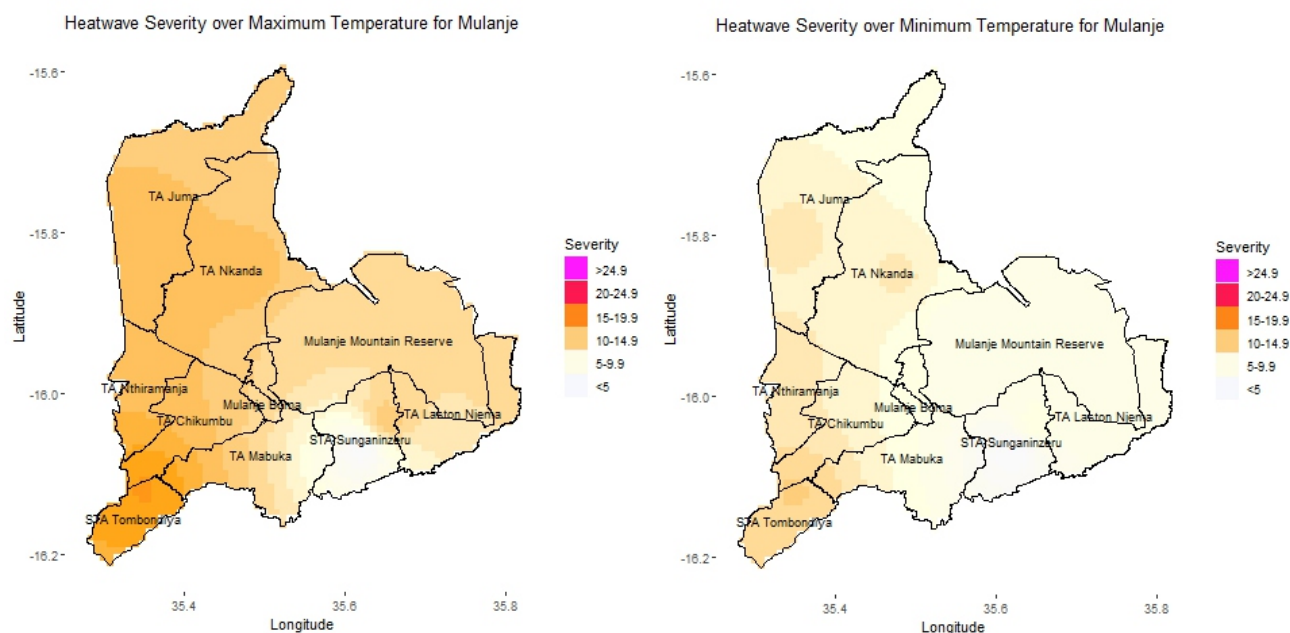 Heatwave Severity over Maximum Temperature for Mulanje
-15.6
-15.8
-16.0
-16.2
Latitude
TA Juma
TA Nkanda
Mulanje Mountain Reserve
TA Nthiramanja
Mulanje Boma
TA Laston Njema
TA Chikumbu
STA Sunganinzeru
TA Mabuka
STA Tombondiya
35.4
35.6
35.8
Longitude
Severity
>24.9
20-24.9
15-19.9
10-14.9
5-9.9
<5
Heatwave Severity over Minimum Temperature for Mulanje
-15.6
-15.8
-16.0
-16.2
Latitude
TA Juma
TA Nkanda
Mulanje Mountain Reserve
TA Nthiramanja
Mulanje Boma
TA Laston Njema
TA Chikumbu
STA Sunganinzeru
TA Mabuka
STA Tombondiya
35.4
35.6
35.8
Longitude
Severity
>24.9
20-24.9
15-19.9
10-14.9
5-9.9
<5